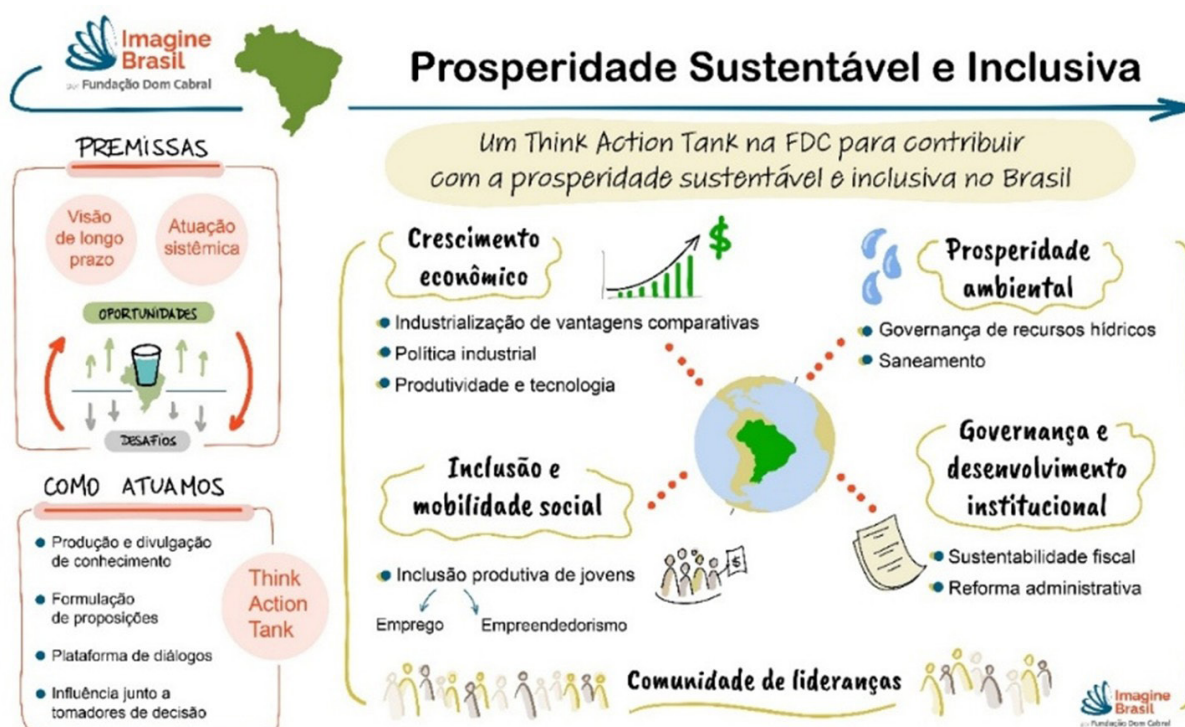 Imagine
Brasil
por Fundação Dom Cabral
Prosperidade Sustentável e Inclusiva
Um Think Action Tank na FDC para contribuir
com a prosperidade sustentável e inclusiva no Brasil
PREMISSAS
Visão
de longo
prazo
Atuação
sistêmica
OPORTUNIDADES
DESAFIOS
COMO ATUAMOS
Produção e divulgação
de conhecimento
Formulação
de proposições
Plataforma de diálogos
Influência junto a
tomadores de decisão
Think
Action
Tank
Crescimento
econômico
$
Industrialização de vantagens comparativas
Política industrial
Produtividade e tecnologia
Prosperidade
ambiental
Governança de recursos hídricos
Saneamento
Inclusão e
mobilidade social
Inclusão produtiva de jovens
Emprego
Empreendedorismo
$
Governança e
desenvolvimento
institucional
Sustentabilidade fiscal
Reforma administrativa
Comunidade de lideranças
Imagine
Brasil
por Fundação Dom Cabral